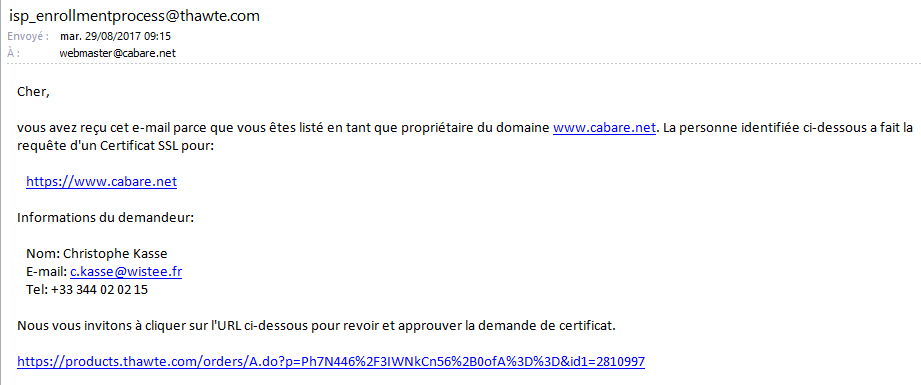 isp_enrollmentprocess@thawte.com
Envoyé : mar. 29/08/2017 09:15
À : webmaster@cabare.net
Cher,
vous avez reçu cet e-mail parce que vous êtes listé en tant que propriétaire du domaine www.cabare.net. La personne identifiée ci-dessous a fait la
requête d'un Certificat SSL pour:
https://www.cabare.net
Informations du demandeur:
Nom: Christophe Kasse
E-mail: c.kasse@wistee.fr
Tel: +33 344 02 02 15
Nous vous invitons à cliquer sur l'URL ci-dessous pour revoir et approuver la demande de certificat.
https://products.thawte.com/orders/A.do?p=Ph7N446%2F3IWNkCn56%2B0ofA%3D%3D&id1=2810997